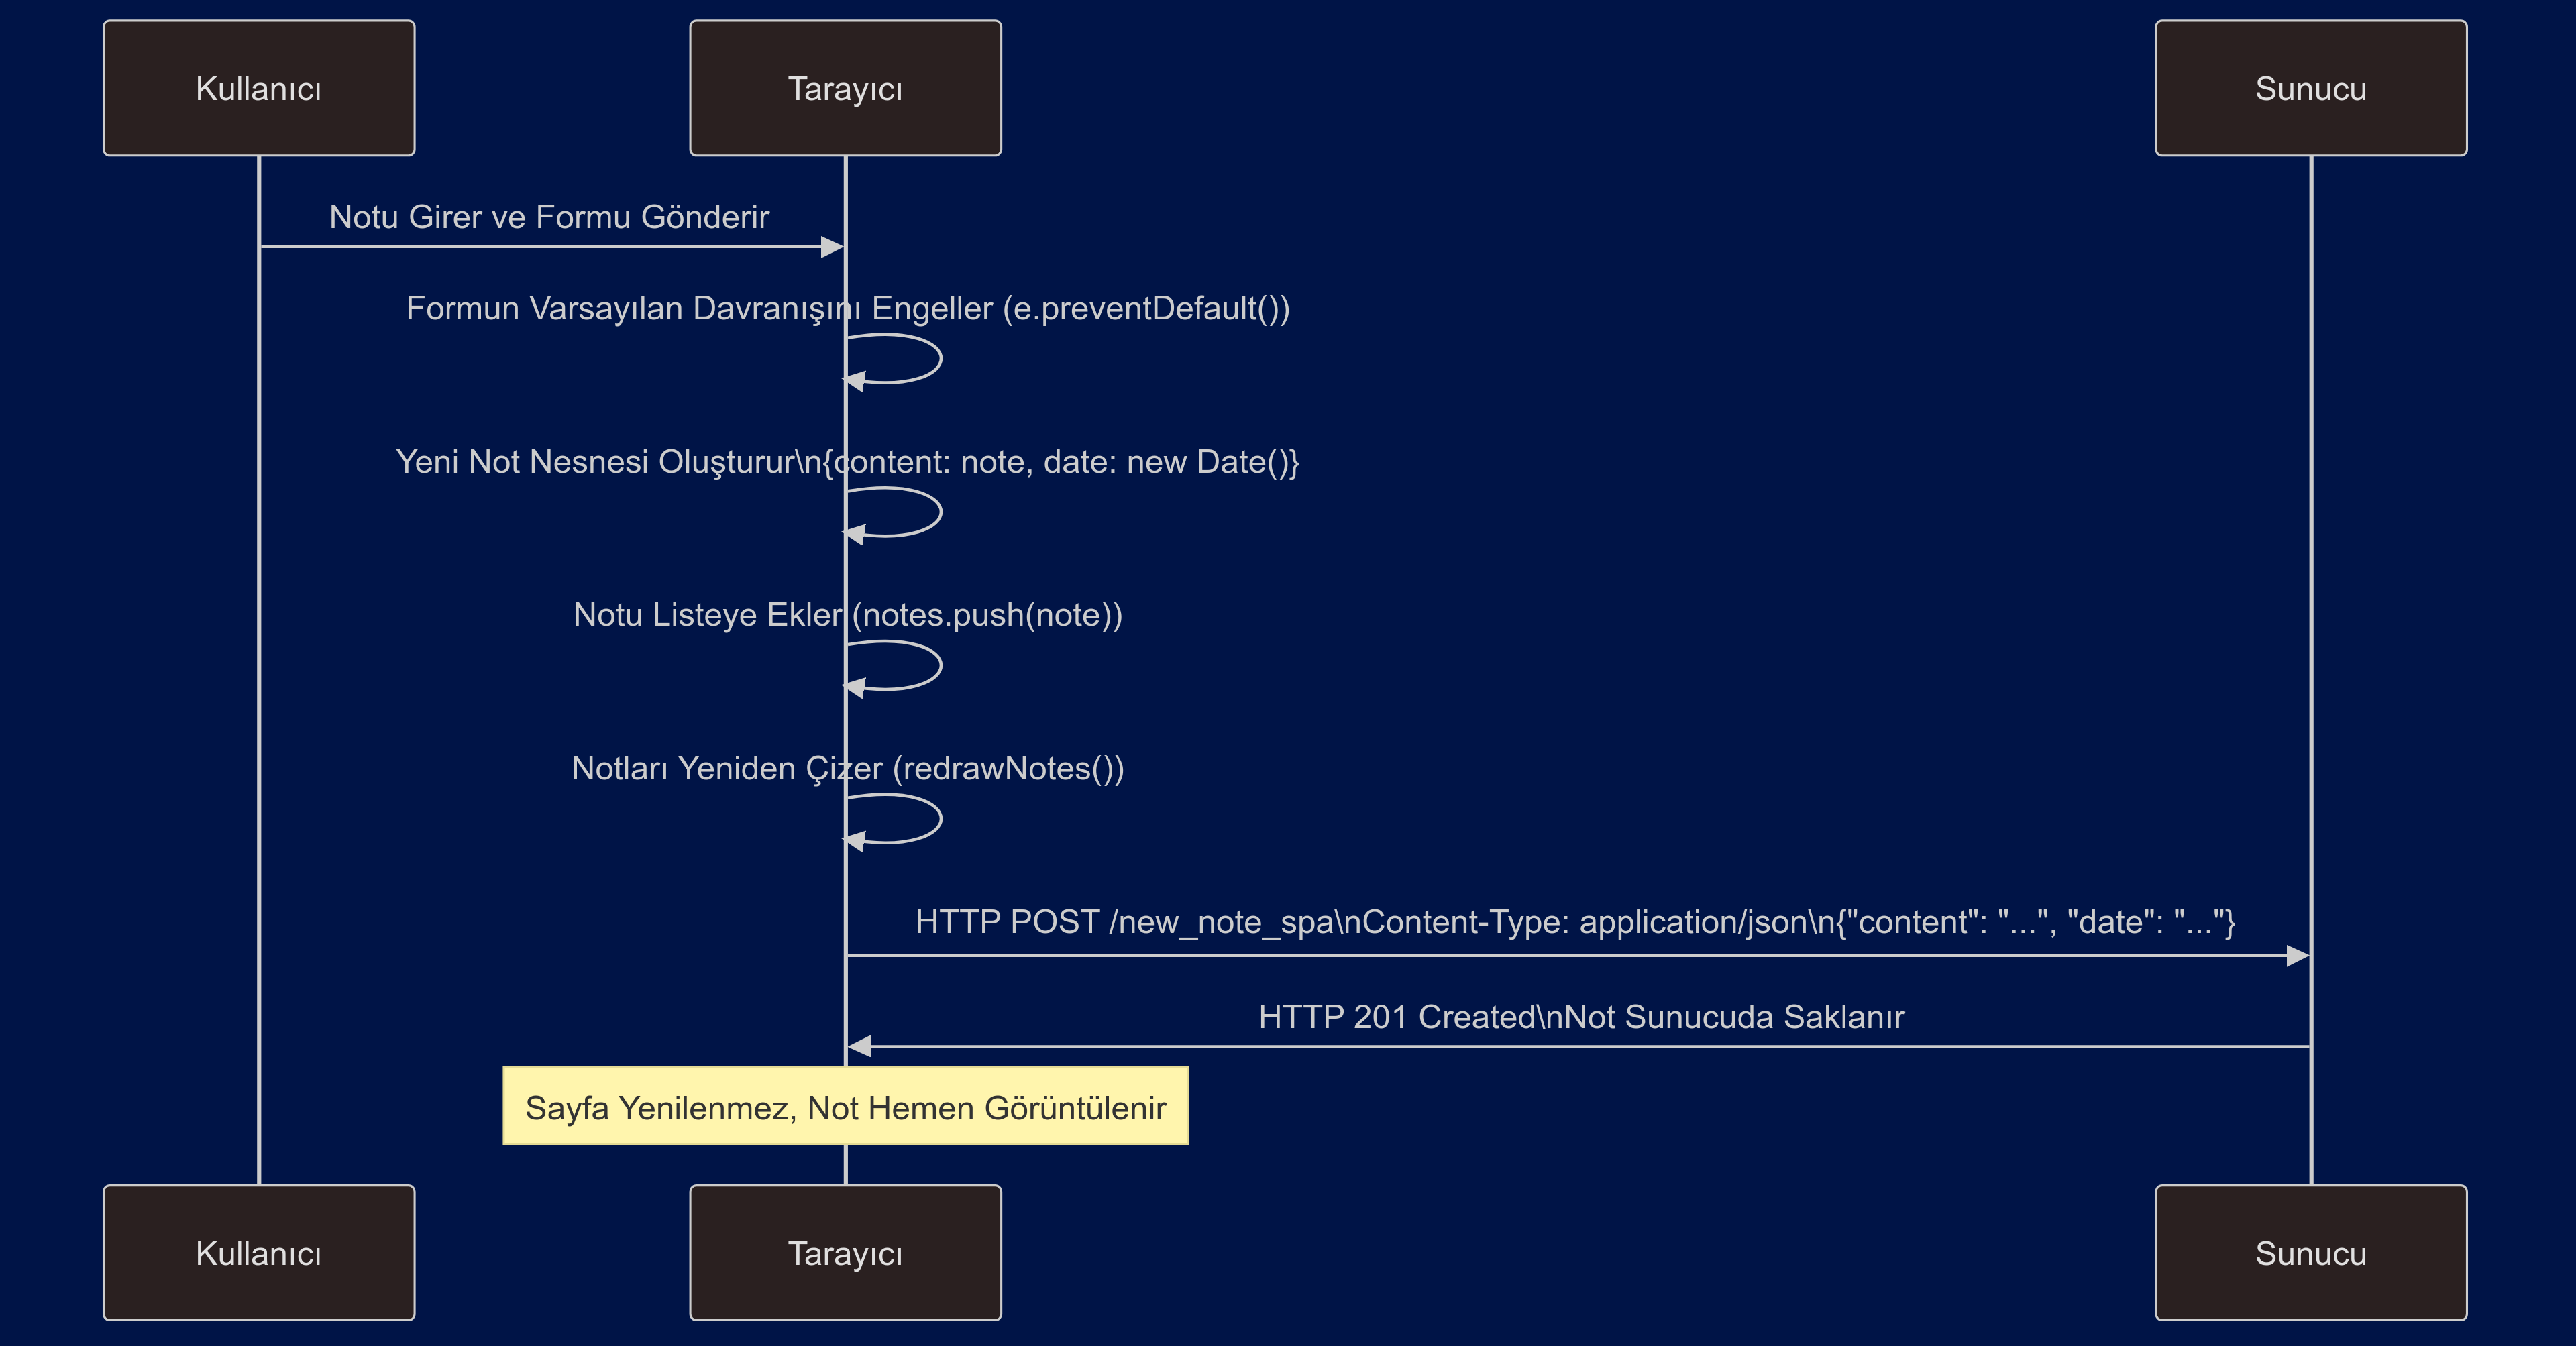 Kullanıcı
Tarayıcı
Sunucu
Notu Girer ve Formu Gönderir
Formun Varsayılan Davranışını Engeller (e.preventDefault())
Yeni Not Nesnesi Oluşturur\n{content: note, date: new Date()}
Notu Listeye Ekler (notes.push(note))
Notları Yeniden Çizer (redrawNotes())
HTTP POST /new_note_spa\nContent-Type: application/json\n{"content": "...", "date": "..."}
HTTP 201 Created\nNot Sunucuda Saklanır
Sayfa Yenilenmez, Not Hemen Görüntülenir
Kullanıcı
Tarayıcı
Sunucu